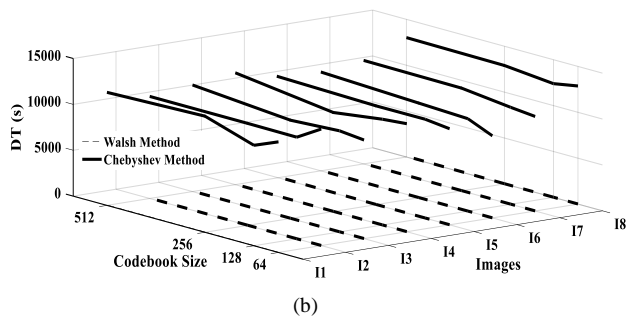 15000
10000
5000
0
DT (s)
Walsh Method
Chebyshev Method
512
256
128
64
Codebook Size
I1
I2
I3
I4
I5
I6
I7
I8
Images
(b)